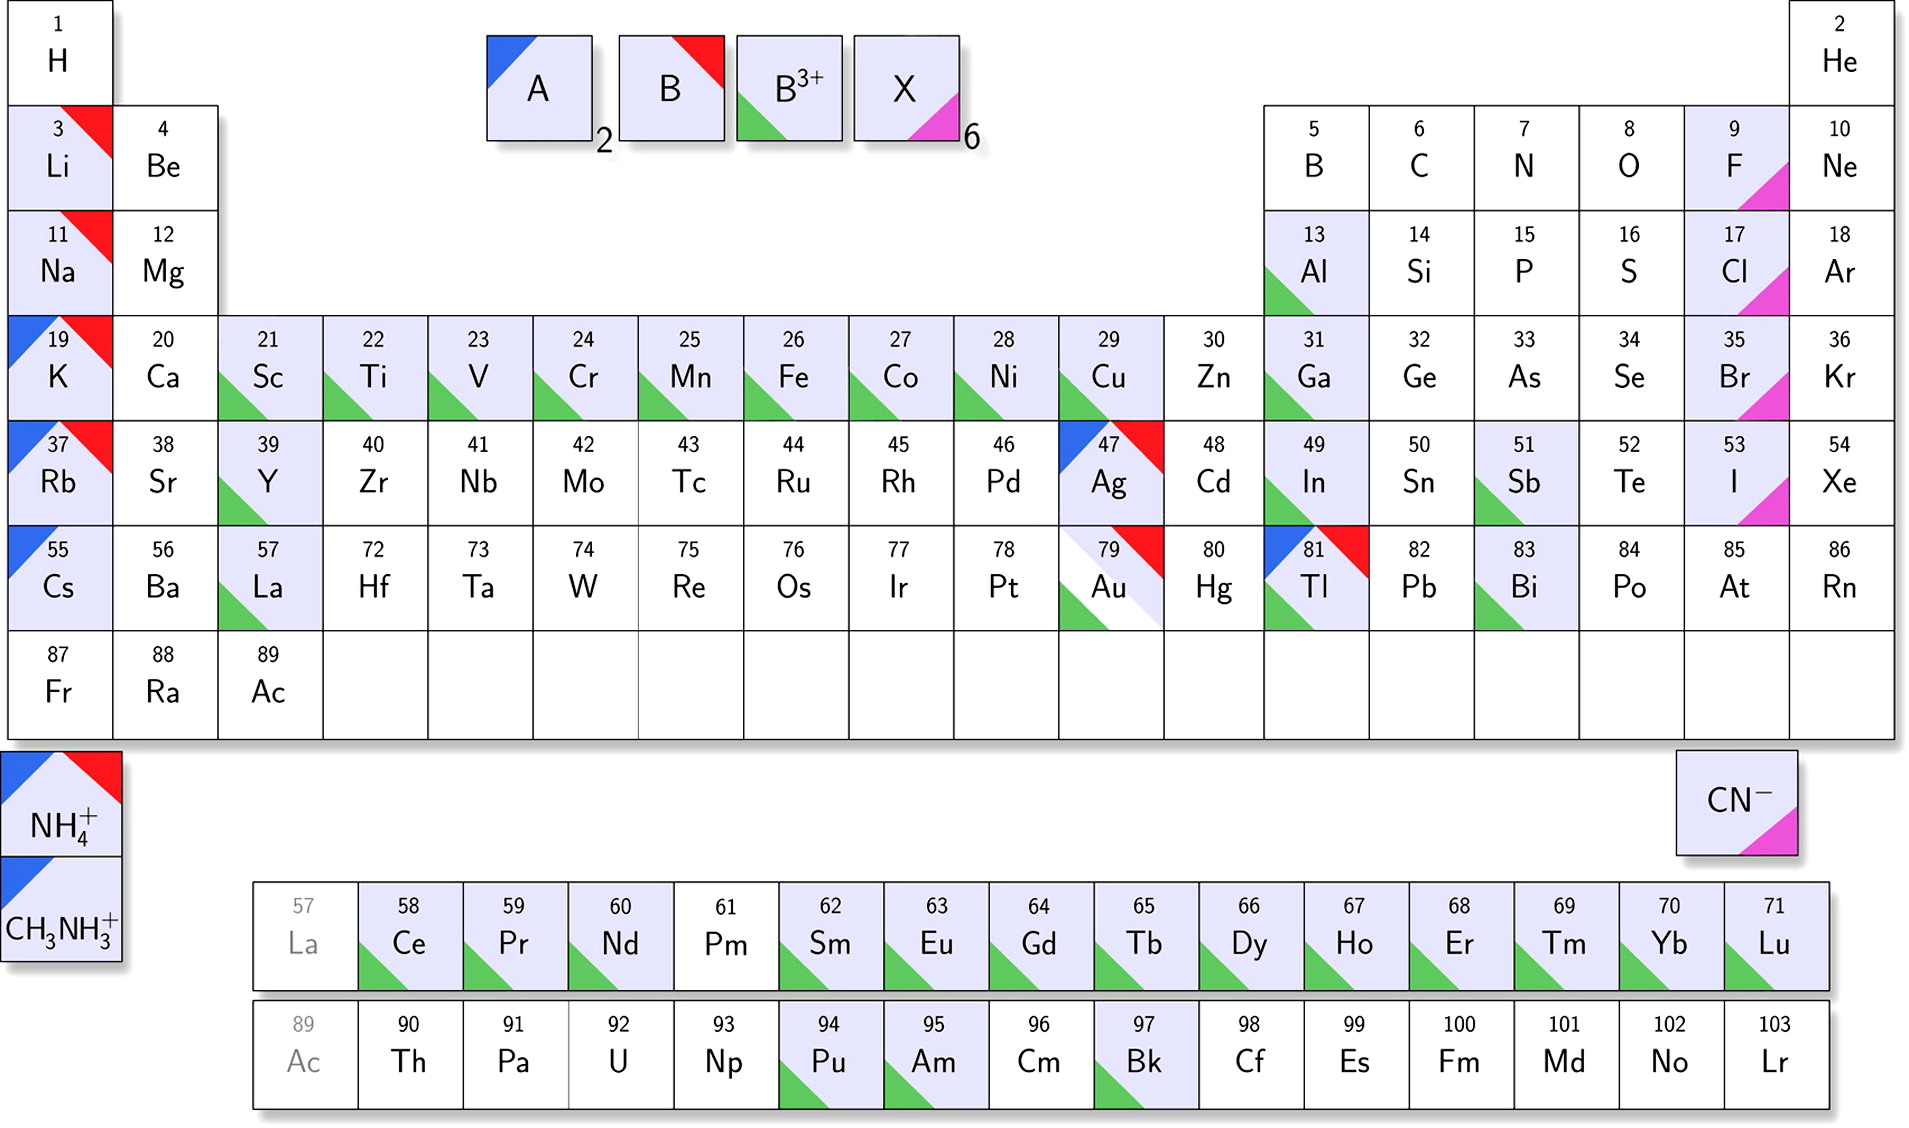 1 2
H A B B³⁺ X He
2 6
3 4 5 6 7 8 9 10
Li Be B C N O F Ne
11 12 13 14 15 16 17 18
Na Mg Al Si P S Cl Ar
19 20 21 22 23 24 25 26 27 28 29 30 31 32 33 34 35 36
K Ca Sc Ti V Cr Mn Fe Co Ni Cu Zn Ga Ge As Se Br Kr
37 38 39 40 41 42 43 44 45 46 47 48 49 50 51 52 53 54
Rb Sr Y Zr Nb Mo Tc Ru Rh Pd Ag Cd In Sn Sb Te I Xe
55 56 57 72 73 74 75 76 77 78 79 80 81 82 83 84 85 86
Cs Ba La Hf Ta W Re Os Ir Pt Au Hg Tl Pb Bi Po At Rn
87 88 89
Fr Ra Ac
NH₄⁺ CN⁻
CH₃NH₃⁺
57 58 59 60 61 62 63 64 65 66 67 68 69 70 71
La Ce Pr Nd Pm Sm Eu Gd Tb Dy Ho Er Tm Yb Lu
89 90 91 92 93 94 95 96 97 98 99 100 101 102 103
Ac Th Pa U Np Pu Am Cm Bk Cf Es Fm Md No Lr